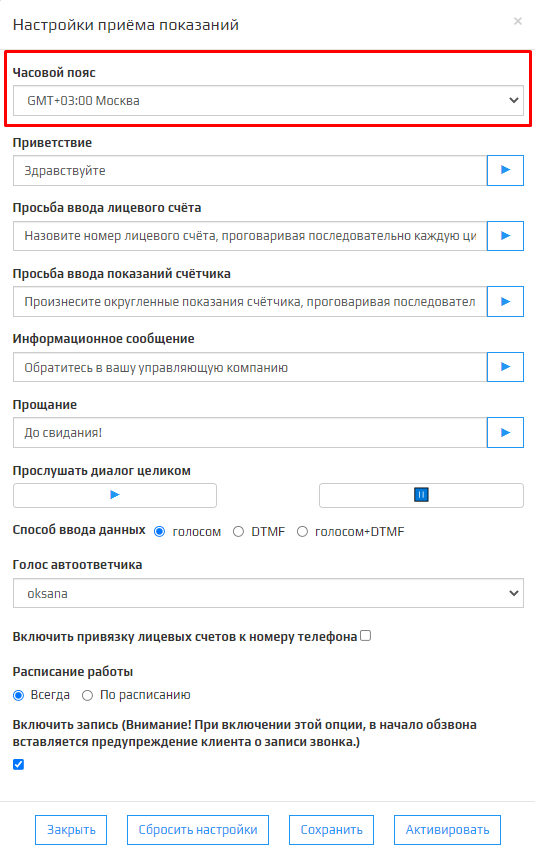 Настройки приёма показаний
×
Часовой пояс
GMT+03:00 Москва
Приветствие
Здравствуйте
Просьба ввода лицевого счёта
Назовите номер лицевого счёта, проговаривая последовательно каждую ци
Просьба ввода показаний счётчика
Произнесите округленные показания счётчика, проговаривая последовател
Информационное сообщение
Обратитесь в вашу управляющую компанию
Прощание
До свидания!
Прослушать диалог целиком
Способ ввода данных голосом DTMF голосом+DTMF
Голос автоответчика
oksana
Включить привязку лицевых счетов к номеру телефона
Расписание работы
Всегда По расписанию
Включить запись (Внимание! При включении этой опции, в начало обзвона
вставляется предупреждение клиента о записи звонка.)
Закрыть Сбросить настройки Сохранить Активировать